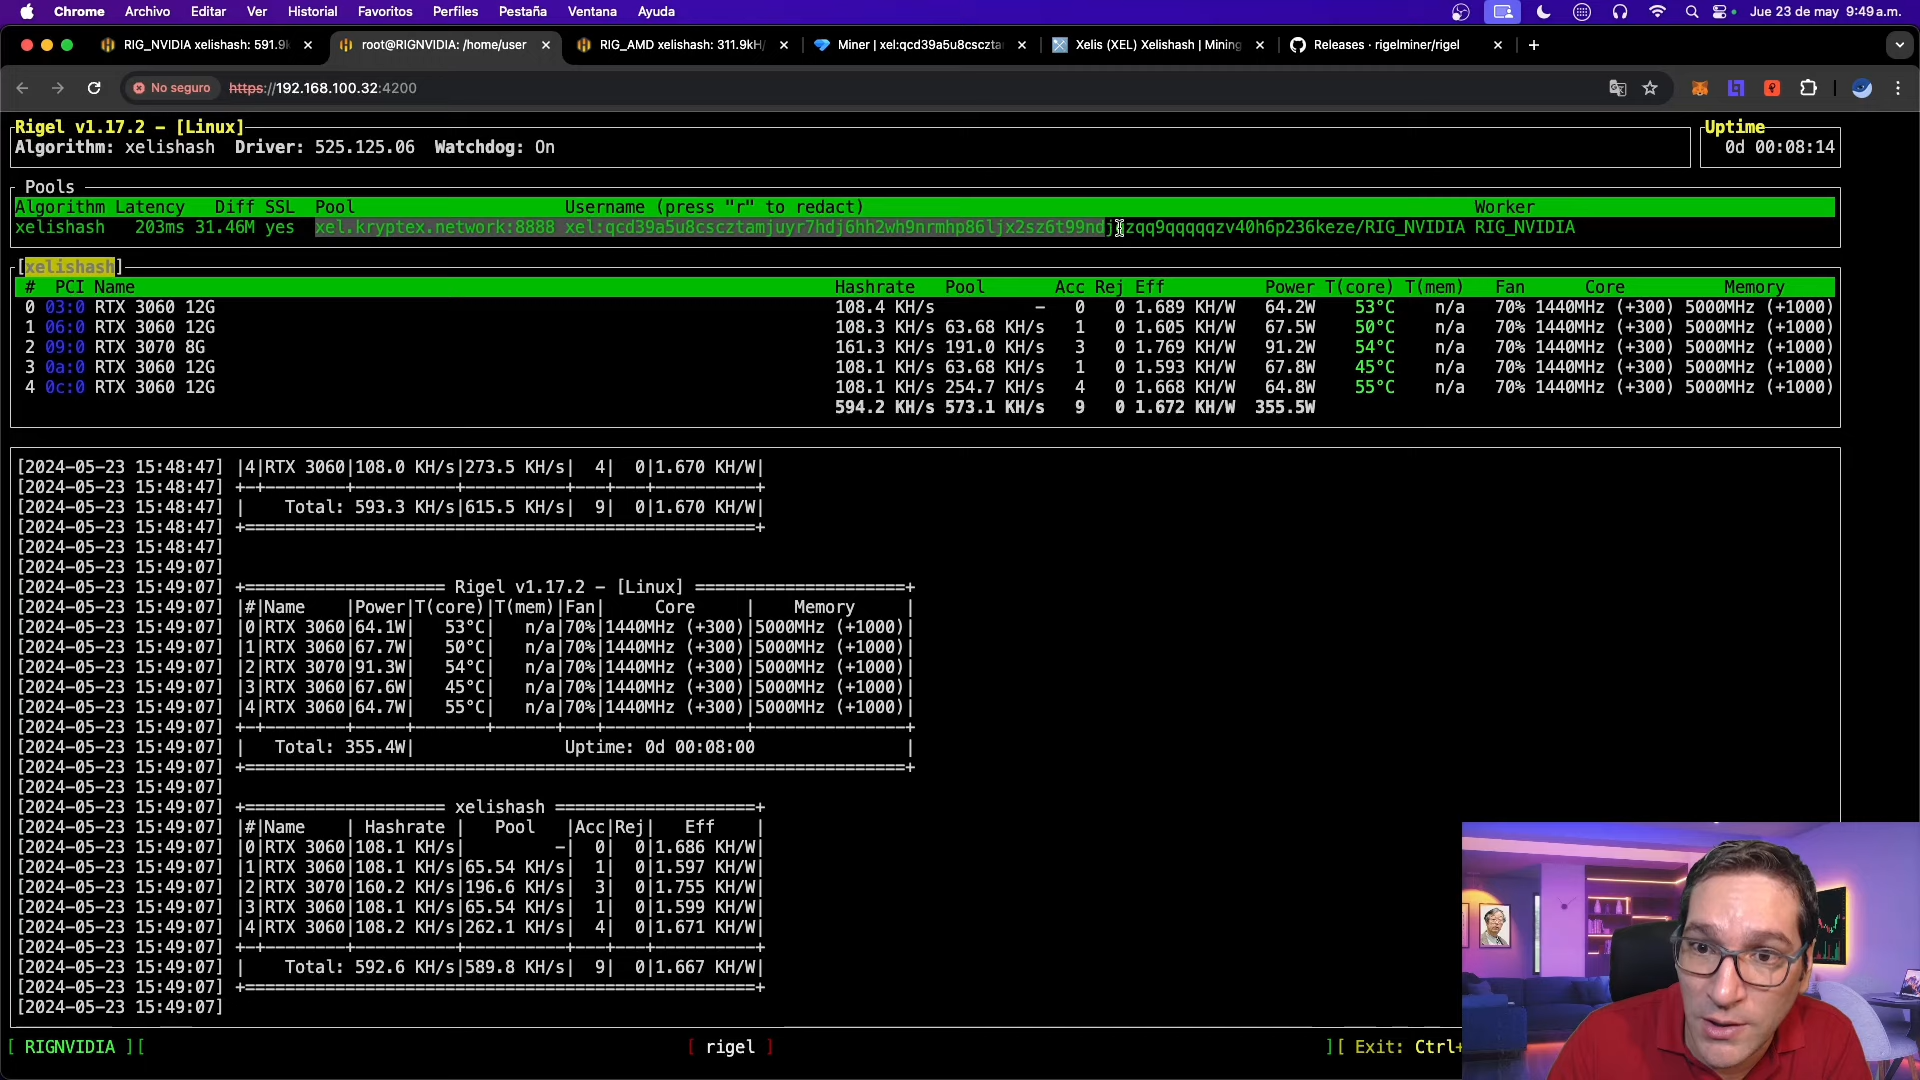 Chrome Archivo Editar Ver Historial Favoritos Perfiles Pestaña Ventana Ayuda Jue 23 de may 9:49 a.m.
RIG_NVIDIA xelishash: 591.9k root@RIGNVIDIA: /home/user RIG_AMD xelishash: 311.9kH/ Miner | xel:qcd39a5u8cscztam Xelis (XEL) Xelishash | Mining Releases · rigelminer/rigel
No seguro https://192.168.100.32:4200
Rigel v1.17.2 - [Linux] Uptime
Algorithm: xelishash Driver: 525.125.06 Watchdog: On 0d 00:08:14
Pools
Algorithm Latency Diff SSL Pool Username (press "r" to redact) Worker
xelishash 203ms 31.46M yes xel.kryptex.network:8888 xel:qcd39a5u8cscztamjuyr7hdj6hh2wh9nrmhp86ljx2sz6t99ndj zqq9qqqqqzv40h6p236keze/RIG_NVIDIA RIG_NVIDIA
[xelishash]
# PCI Name Hashrate Pool Acc Rej Eff Power T(core) T(mem) Fan Core Memory
0 03:0 RTX 3060 12G 108.4 KH/s - 0 0 1.689 KH/W 64.2W 53°C n/a 70% 1440MHz (+300) 5000MHz (+1000)
1 06:0 RTX 3060 12G 108.3 KH/s 63.68 KH/s 1 0 1.605 KH/W 67.5W 50°C n/a 70% 1440MHz (+300) 5000MHz (+1000)
2 09:0 RTX 3070 8G 161.3 KH/s 191.0 KH/s 3 0 1.769 KH/W 91.2W 54°C n/a 70% 1440MHz (+300) 5000MHz (+1000)
3 0a:0 RTX 3060 12G 108.1 KH/s 63.68 KH/s 1 0 1.593 KH/W 67.8W 45°C n/a 70% 1440MHz (+300) 5000MHz (+1000)
4 0c:0 RTX 3060 12G 108.1 KH/s 254.7 KH/s 4 0 1.668 KH/W 64.8W 55°C n/a 70% 1440MHz (+300) 5000MHz (+1000)
594.2 KH/s 573.1 KH/s 9 0 1.672 KH/W 355.5W
[2024-05-23 15:48:47] |4|RTX 3060|108.0 KH/s|273.5 KH/s| 4| 0|1.670 KH/W|
[2024-05-23 15:48:47] +-+--------+----------+----------+---+---+----------+
[2024-05-23 15:48:47] | Total: 593.3 KH/s|615.5 KH/s| 9| 0|1.670 KH/W|
[2024-05-23 15:48:47] +===================================================+
[2024-05-23 15:48:47]
[2024-05-23 15:49:07]
[2024-05-23 15:49:07] +==================== Rigel v1.17.2 - [Linux] =====================+
[2024-05-23 15:49:07] |#|Name |Power|T(core)|T(mem)|Fan| Core | Memory |
[2024-05-23 15:49:07] |0|RTX 3060|64.1W| 53°C| n/a|70%|1440MHz (+300)|5000MHz (+1000)|
[2024-05-23 15:49:07] |1|RTX 3060|67.7W| 50°C| n/a|70%|1440MHz (+300)|5000MHz (+1000)|
[2024-05-23 15:49:07] |2|RTX 3070|91.3W| 54°C| n/a|70%|1440MHz (+300)|5000MHz (+1000)|
[2024-05-23 15:49:07] |3|RTX 3060|67.6W| 45°C| n/a|70%|1440MHz (+300)|5000MHz (+1000)|
[2024-05-23 15:49:07] |4|RTX 3060|64.7W| 55°C| n/a|70%|1440MHz (+300)|5000MHz (+1000)|
[2024-05-23 15:49:07] +-+--------+-----+-------+------+---+--------------+---------------+
[2024-05-23 15:49:07] | Total: 355.4W| Uptime: 0d 00:08:00 |
[2024-05-23 15:49:07] +==================================================================+
[2024-05-23 15:49:07]
[2024-05-23 15:49:07] +==================== xelishash ====================+
[2024-05-23 15:49:07] |#|Name | Hashrate | Pool |Acc|Rej| Eff |
[2024-05-23 15:49:07] |0|RTX 3060|108.1 KH/s| -| 0| 0|1.686 KH/W|
[2024-05-23 15:49:07] |1|RTX 3060|108.1 KH/s|65.54 KH/s| 1| 0|1.597 KH/W|
[2024-05-23 15:49:07] |2|RTX 3070|160.2 KH/s|196.6 KH/s| 3| 0|1.755 KH/W|
[2024-05-23 15:49:07] |3|RTX 3060|108.1 KH/s|65.54 KH/s| 1| 0|1.599 KH/W|
[2024-05-23 15:49:07] |4|RTX 3060|108.2 KH/s|262.1 KH/s| 4| 0|1.671 KH/W|
[2024-05-23 15:49:07] +-+--------+----------+----------+---+---+----------+
[2024-05-23 15:49:07] | Total: 592.6 KH/s|589.8 KH/s| 9| 0|1.667 KH/W|
[2024-05-23 15:49:07] +===================================================+
[2024-05-23 15:49:07]
[ RIGNVIDIA ][ [ rigel ] ][ Exit: Ctrl+